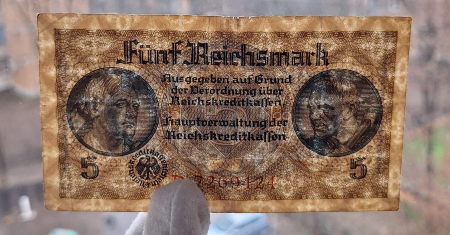 Fünf Reichsmark
Ausgegeben auf Grund
der Verordnung über
Reichskreditkassen
Hauptverwaltung der
Reichskreditkassen
5
5